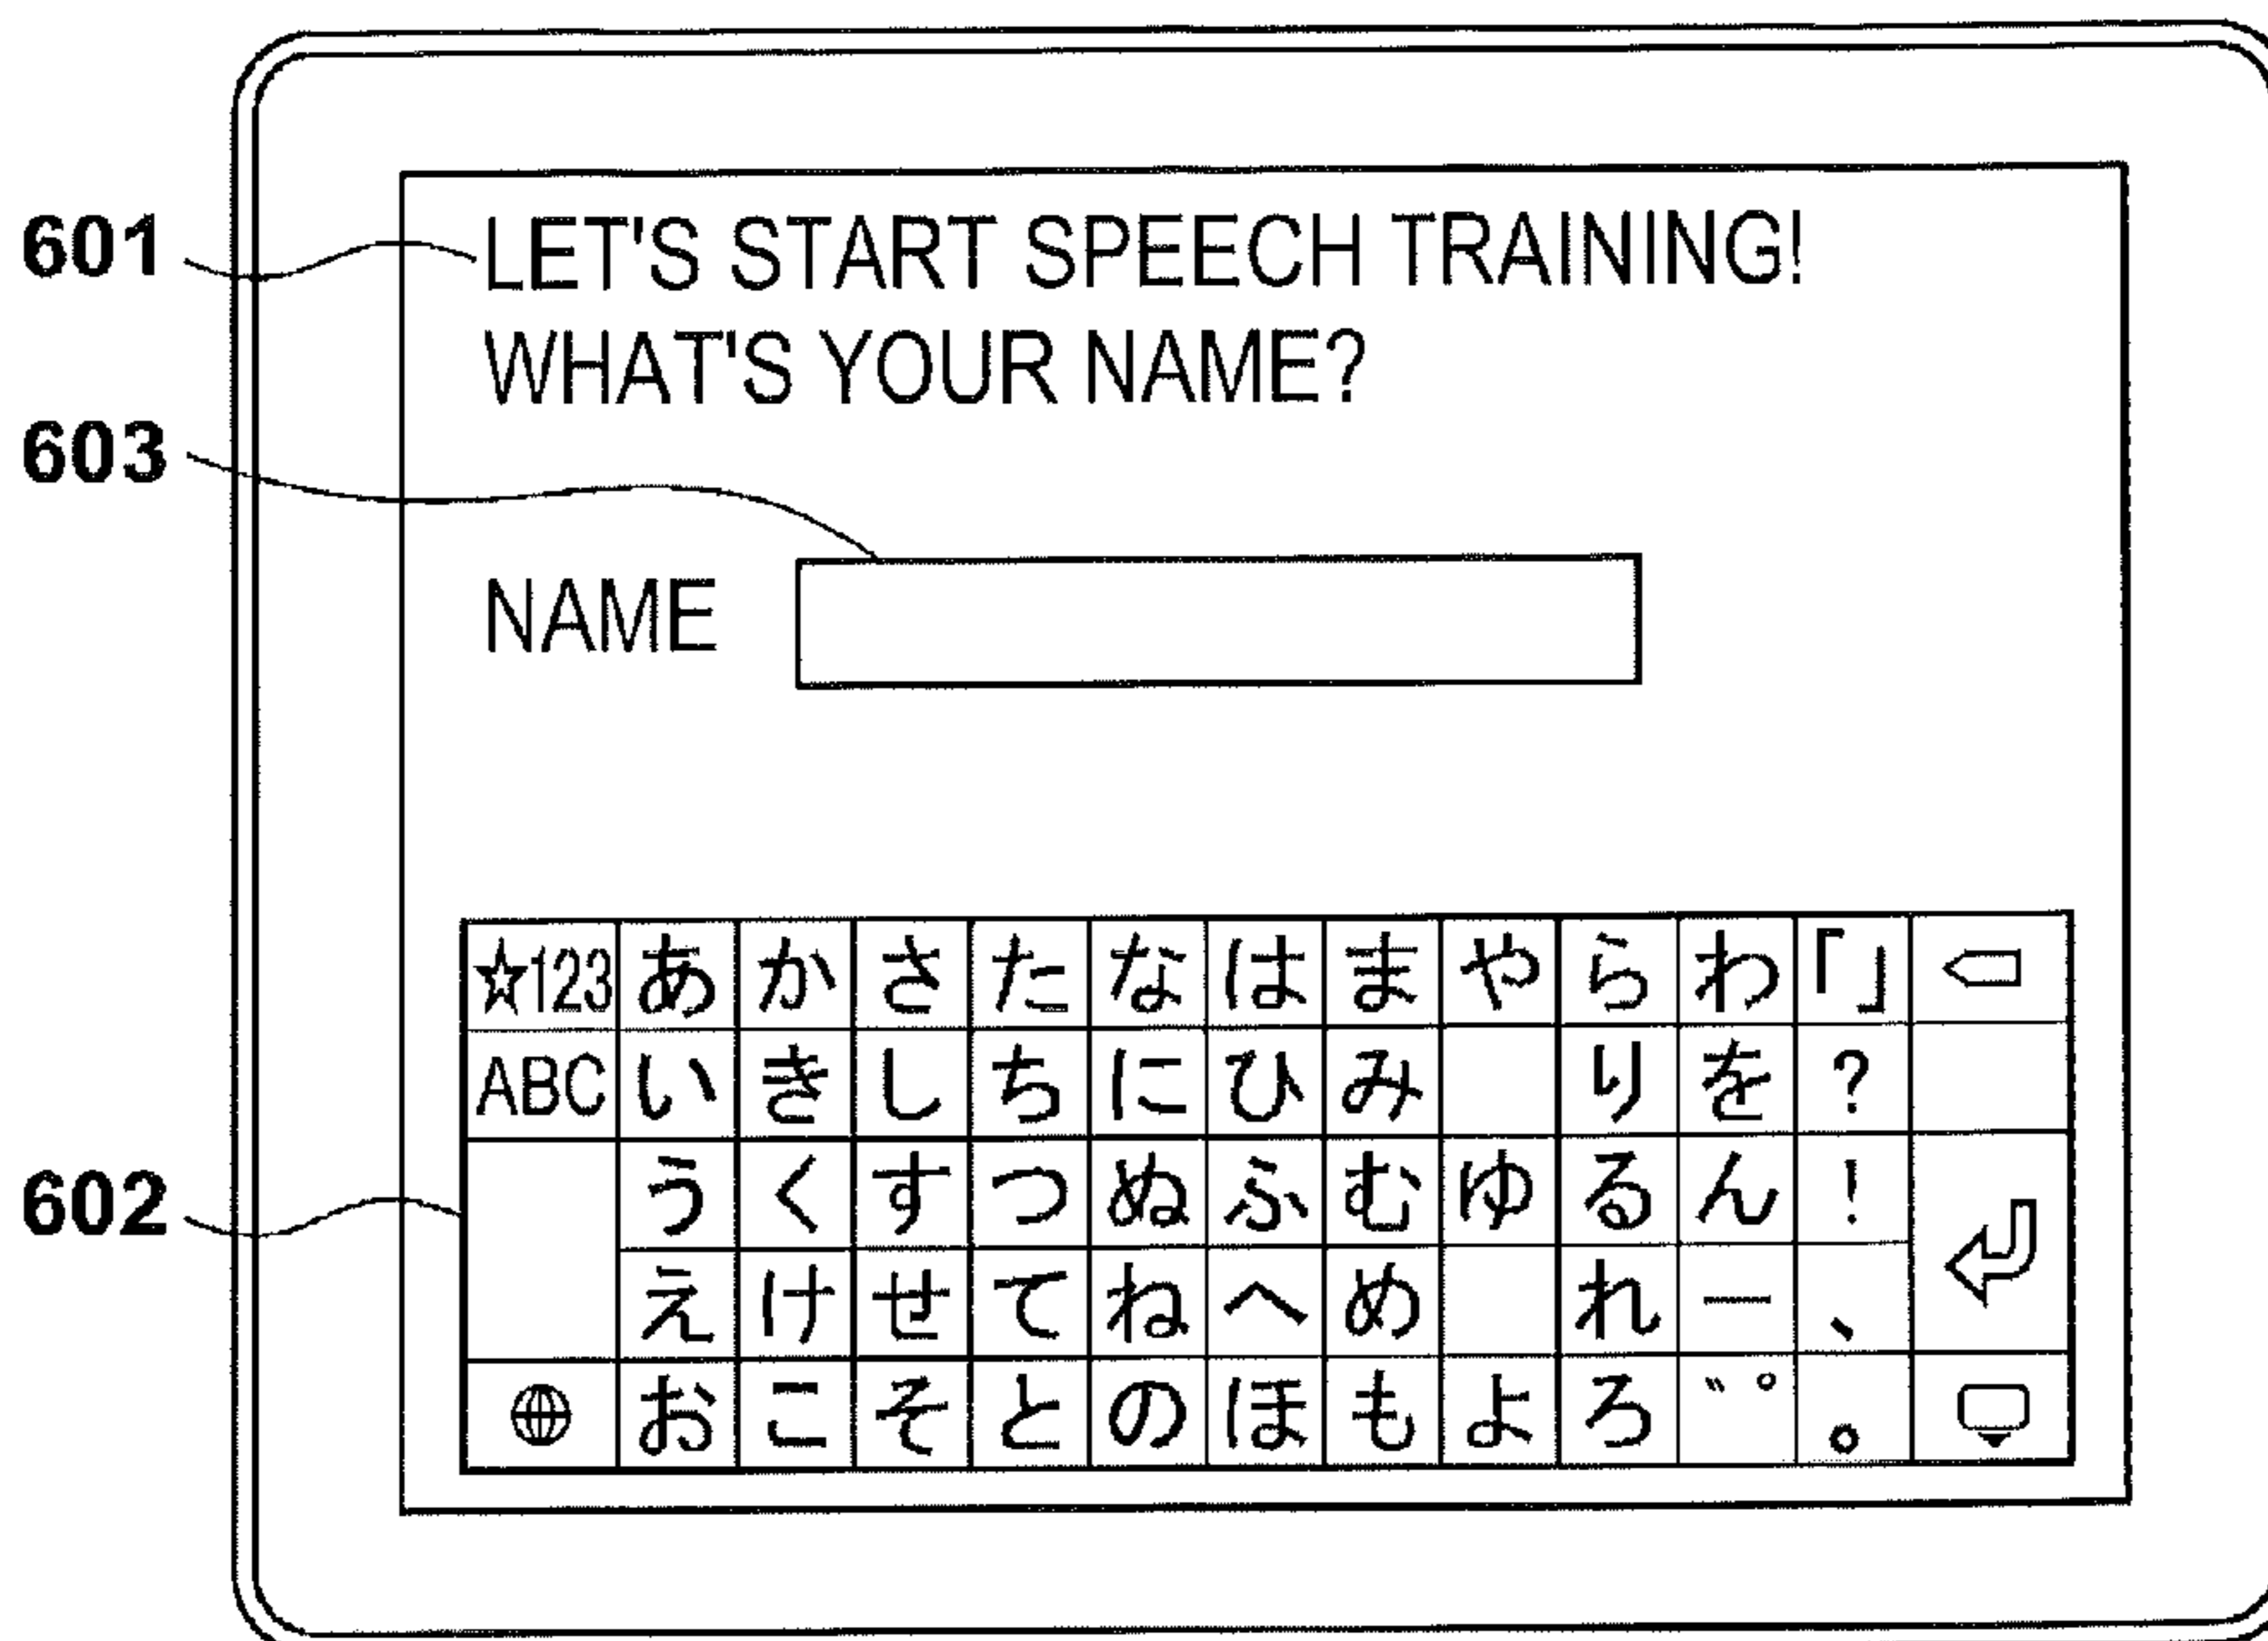 601
LET'S START SPEECH TRAINING!
WHAT'S YOUR NAME?
603
NAME
☆123 あ か さ た な は ま や ら わ 「」
ABC い き し ち に ひ み り を ?
602
う く す つ ぬ ふ む ゆ る ん !
え け せ て ね へ め れ ー 、
お こ そ と の ほ も よ ろ ゛゜ 。